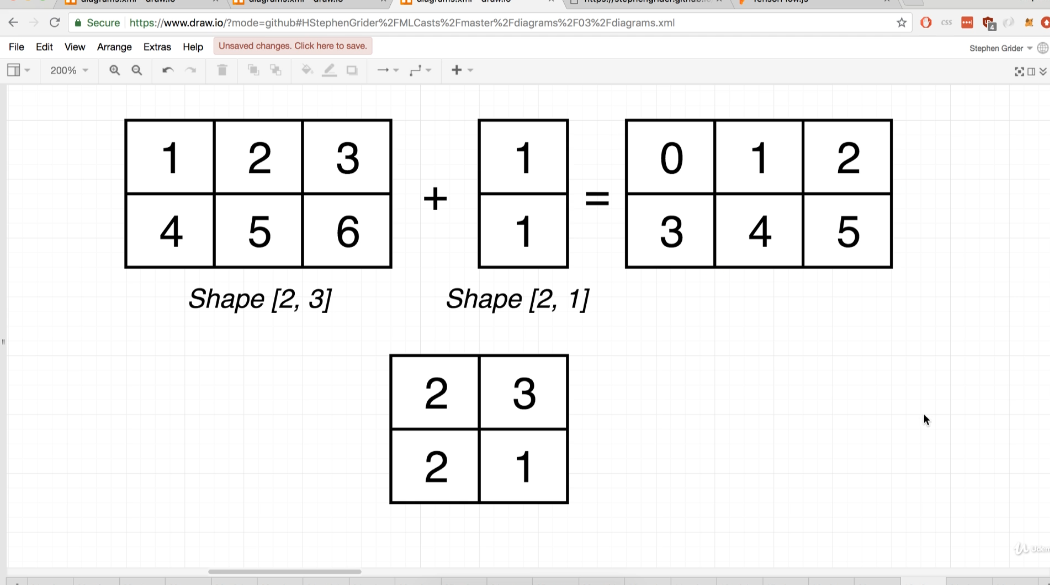 Secure https://www.draw.io/?mode=github#HStephenGrider%2FMLCasts%2Fmaster%2Fdiagrams%2F03%2Fdiagrams.xml
File Edit View Arrange Extras Help Unsaved changes. Click here to save. Stephen Grider
200%
1 2 3 1 0 1 2
+ =
4 5 6 1 3 4 5
Shape [2, 3] Shape [2, 1]
2 3
2 1